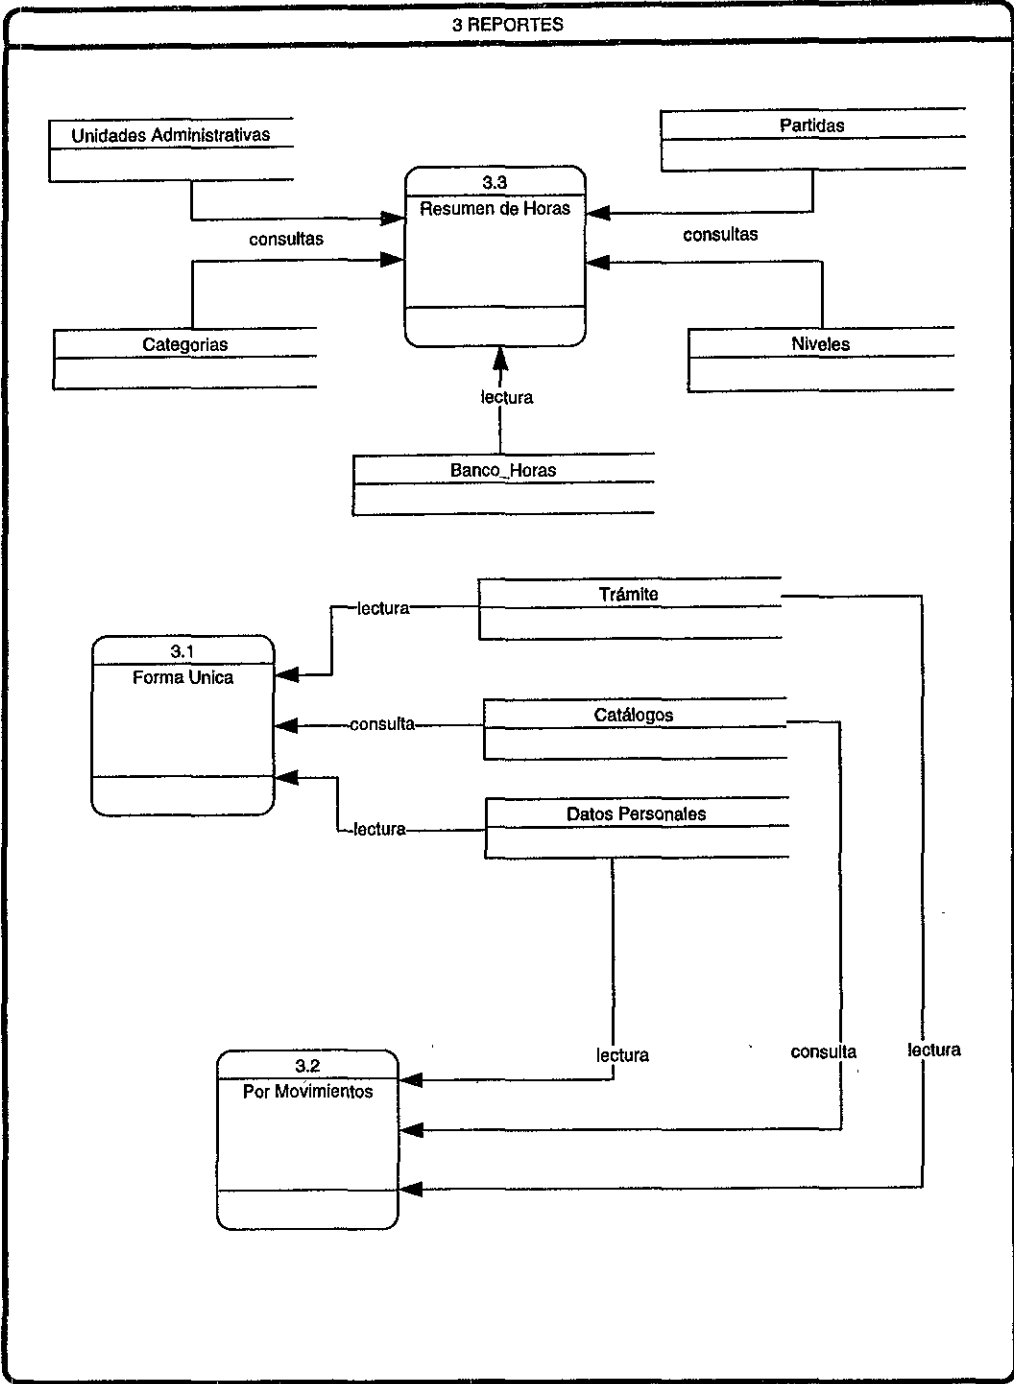 3 REPORTES
Unidades Administrativas
Partidas
3.3
Resumen de Horas
consultas
consultas
Categorias
Niveles
lectura
Banco_Horas
Trámite
lectura
3.1
Forma Unica
Catálogos
consulta
Datos Personales
lectura
lectura
consulta
lectura
3.2
Por Movimientos